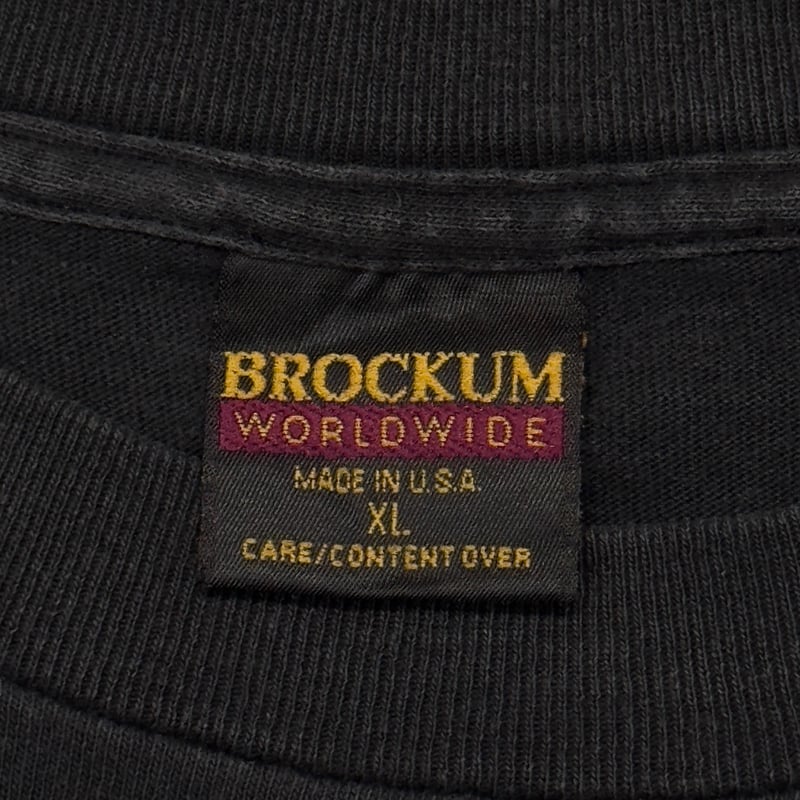 BROCKUM
WORLDWIDE
MADE IN U.S.A.
XL
CARE/CONTENT OVER